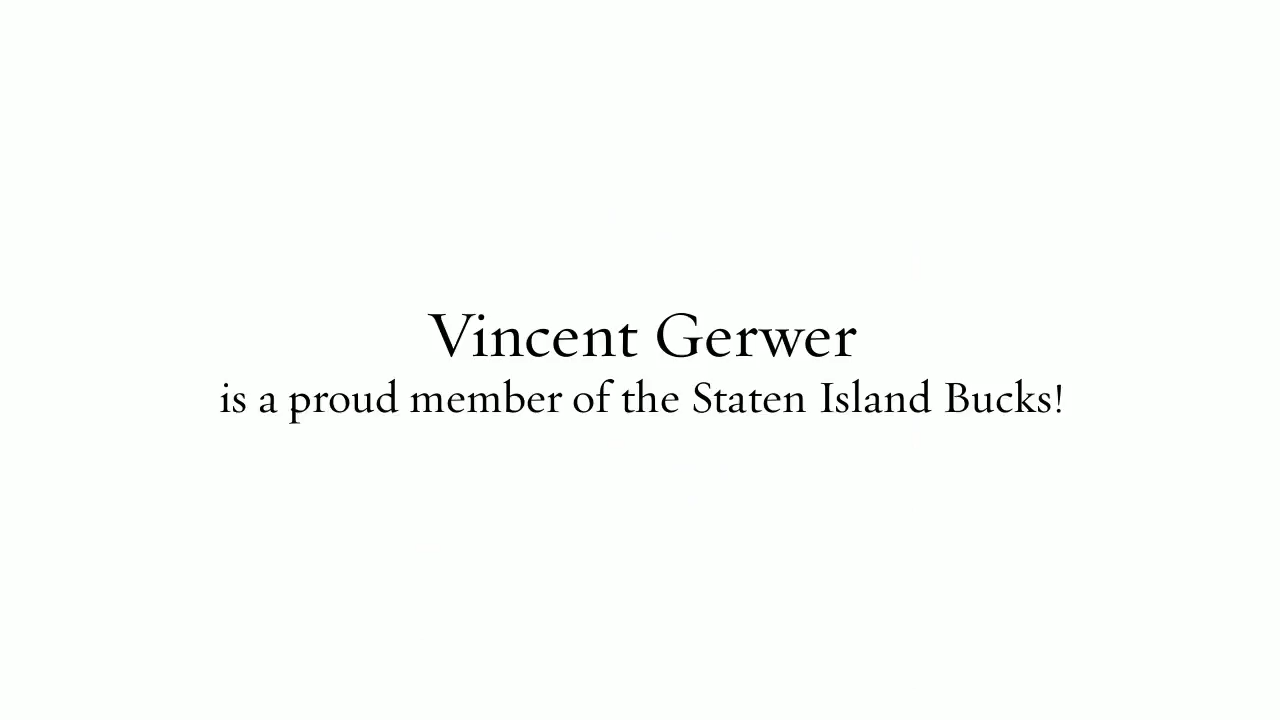 Vincent Gerwer
is a proud member of the Staten Island Bucks!